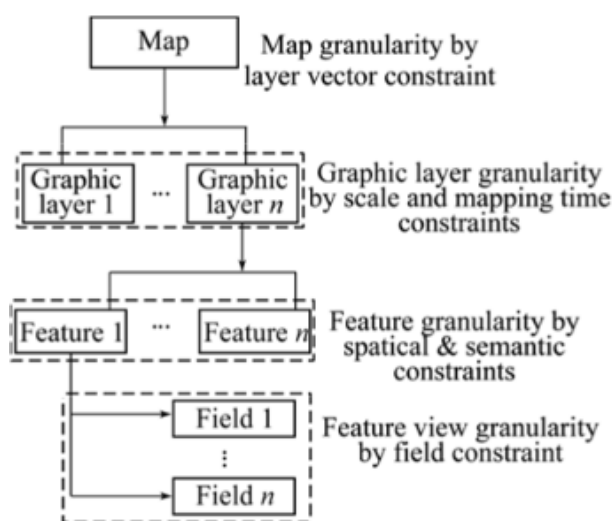 Map
Map granularity by
layer vector constraint
Graphic
layer 1
...
Graphic
layer n
Graphic layer granularity
by scale and mapping time
constraints
Feature 1
...
Feature n
Feature granularity by
spatical & semantic
constraints
Field 1
⋮
Field n
Feature view granularity
by field constraint